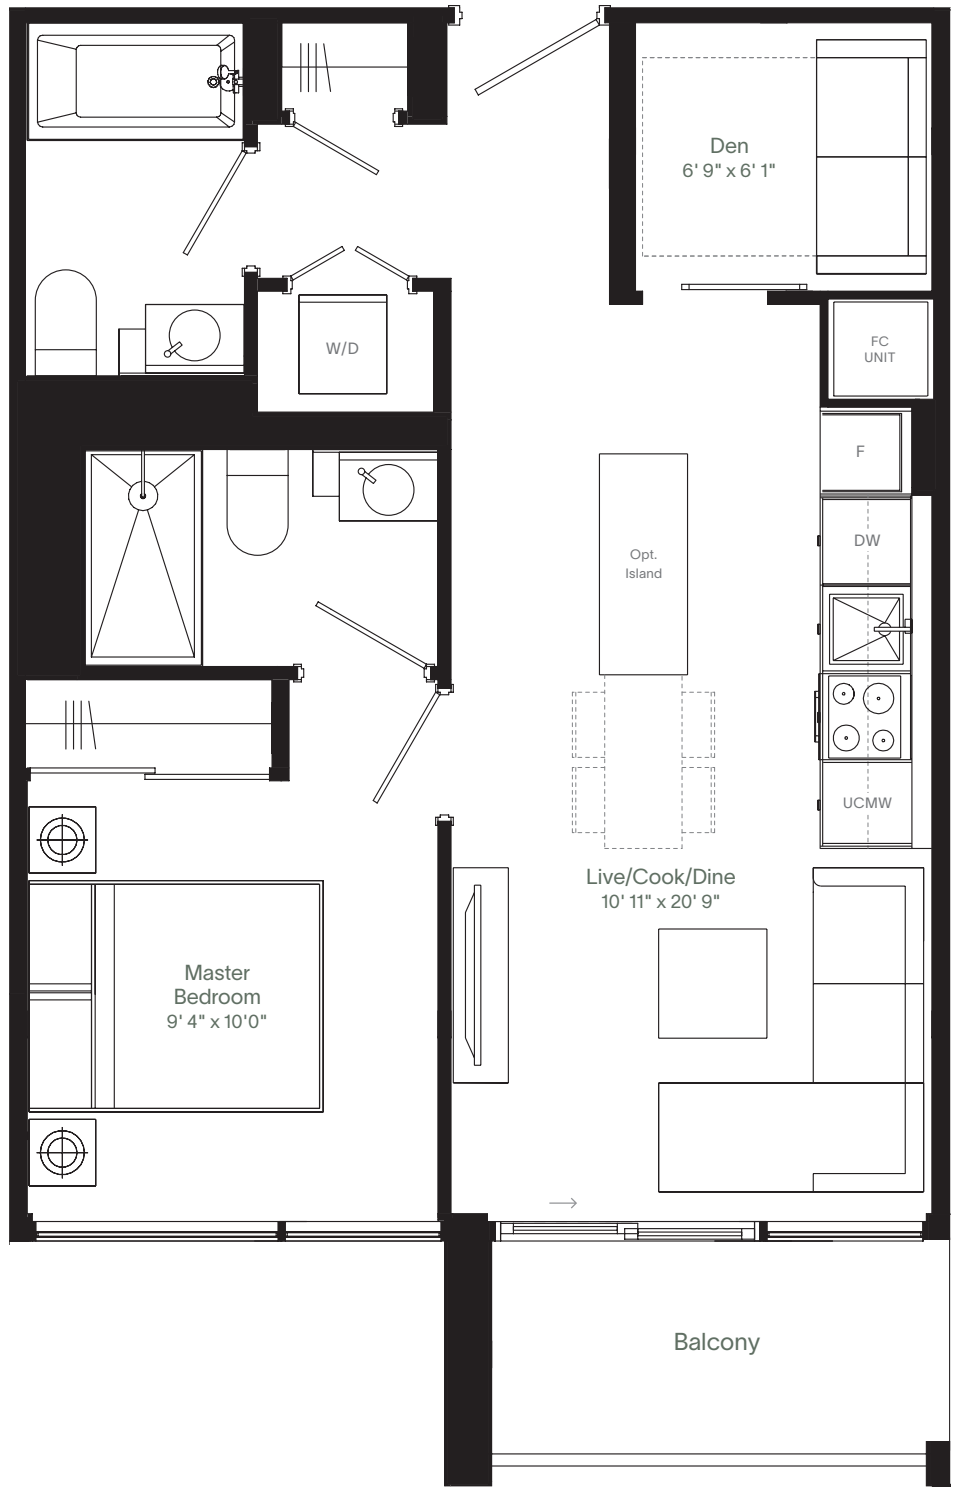 Den
6' 9" x 6' 1"
W/D
FC
UNIT
F
DW
Opt.
Island
UCMW
Live/Cook/Dine
10' 11" x 20' 9"
Master
Bedroom
9' 4" x 10'0"
Balcony